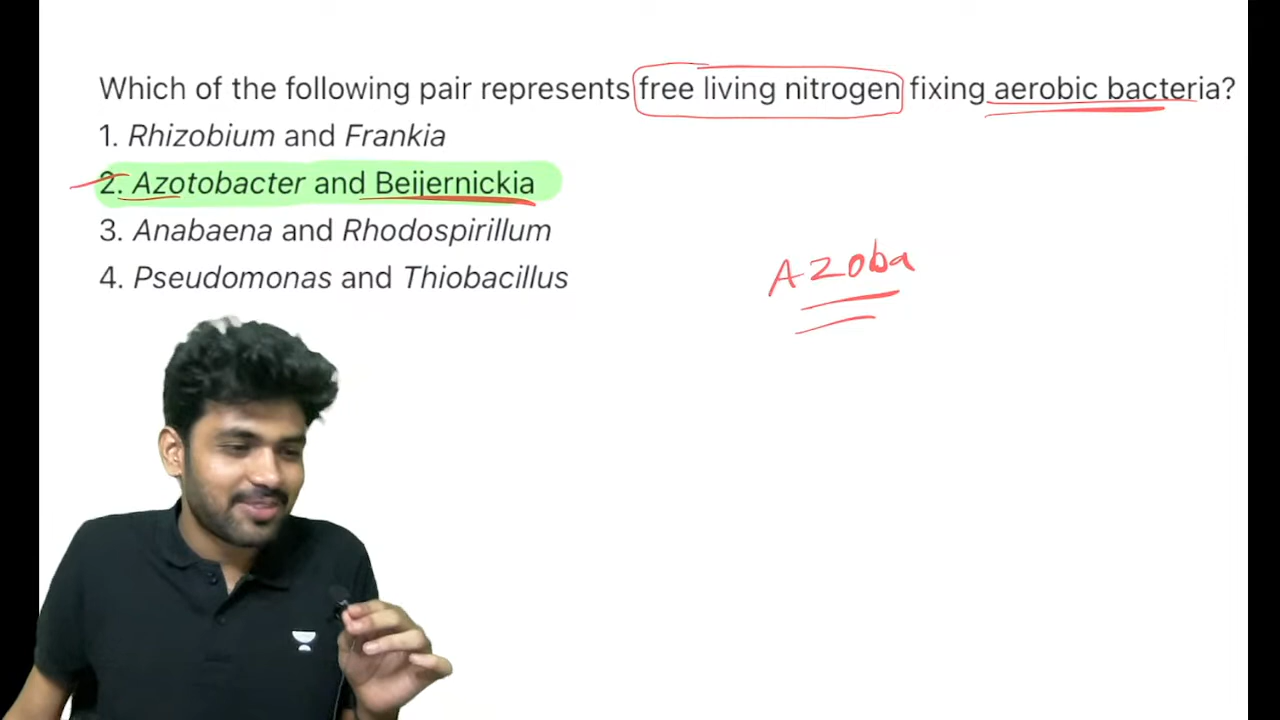 Which of the following pair represents free living nitrogen fixing aerobic bacteria?
1. Rhizobium and Frankia
2. Azotobacter and Beijernickia
3. Anabaena and Rhodospirillum
4. Pseudomonas and Thiobacillus
Azoba